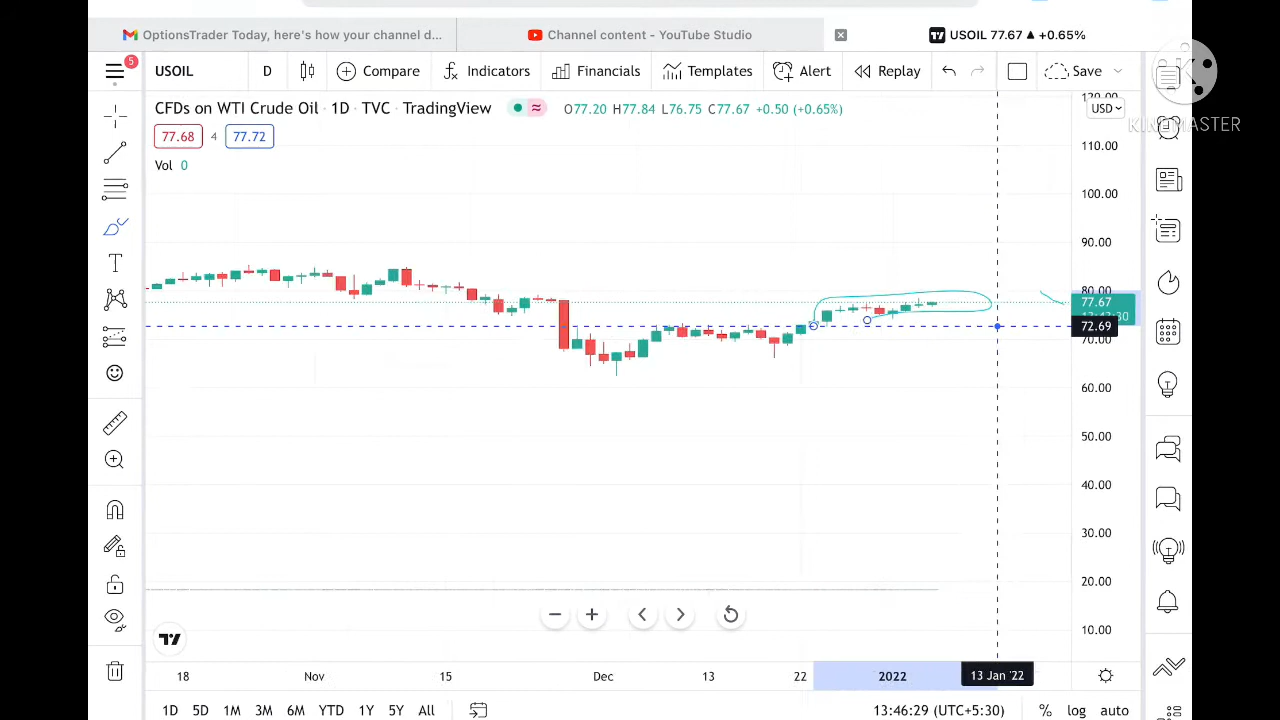 OptionsTrader Today, here's how your channel d...
Channel content - YouTube Studio
USOIL 77.67 ▲ +0.65%
5
USOIL
D
Compare
Indicators
Financials
Templates
Alert
Replay
Save
KINEMASTER
CFDs on WTI Crude Oil · 1D · TVC · TradingView
O77.20 H77.84 L76.75 C77.67 +0.50 (+0.65%)
USD
77.68 4 77.72
Vol 0
120.00
110.00
100.00
90.00
80.00
77.67
72.69
70.00
60.00
50.00
40.00
30.00
20.00
10.00
18 Nov 15 Dec 13 22 2022 13 Jan '22
1D 5D 1M 3M 6M YTD 1Y 5Y All
13:46:29 (UTC+5:30) % log auto